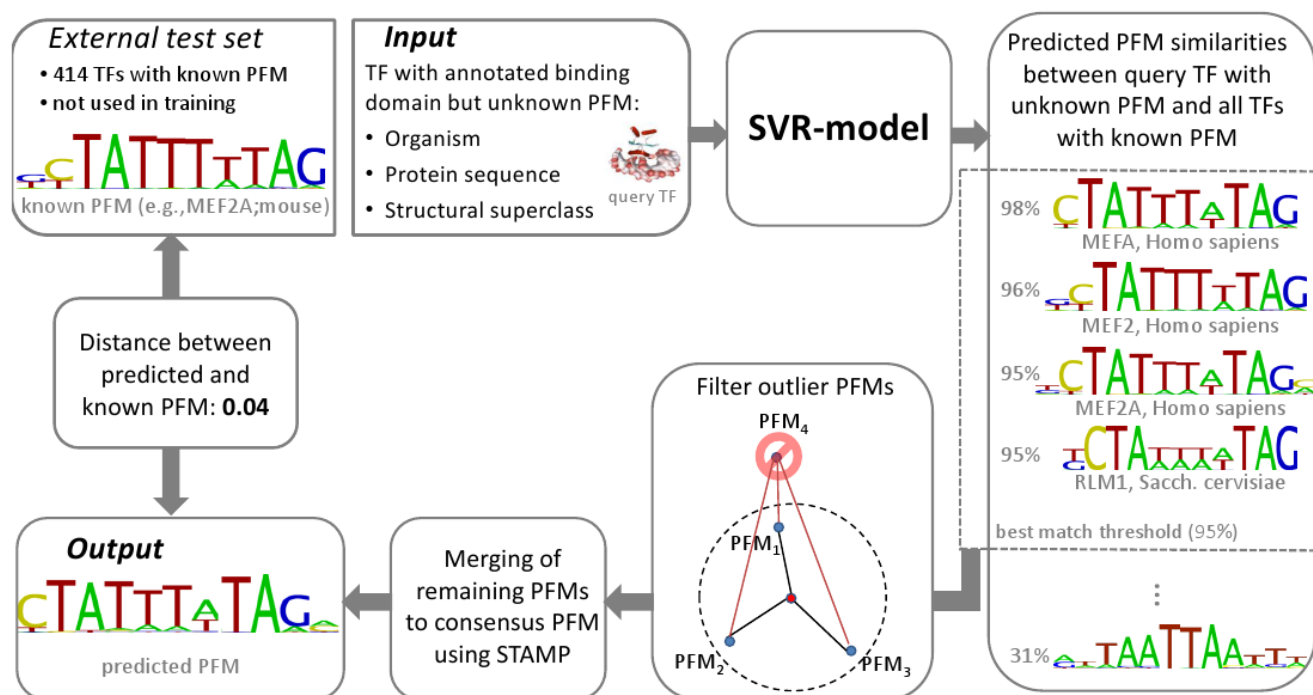 External test set
• 414 TFs with known PFM
• not used in training
known PFM (e.g.,MEF2A;mouse)
Input
TF with annotated binding
domain but unknown PFM:
• Organism
• Protein sequence
• Structural superclass
query TF
SVR-model
Predicted PFM similarities
between query TF with
unknown PFM and all TFs
with known PFM
98%
CTATTTATAG
MEFA, Homo sapiens
96%
MEF2, Homo sapiens
95%
MEF2A, Homo sapiens
95%
RLM1, Sacch. cervisiae
best match threshold (95%)
⋮
31%
Distance between
predicted and
known PFM: 0.04
Filter outlier PFMs
PFM4
PFM1
PFM2
PFM3
Merging of
remaining PFMs
to consensus PFM
using STAMP
Output
predicted PFM